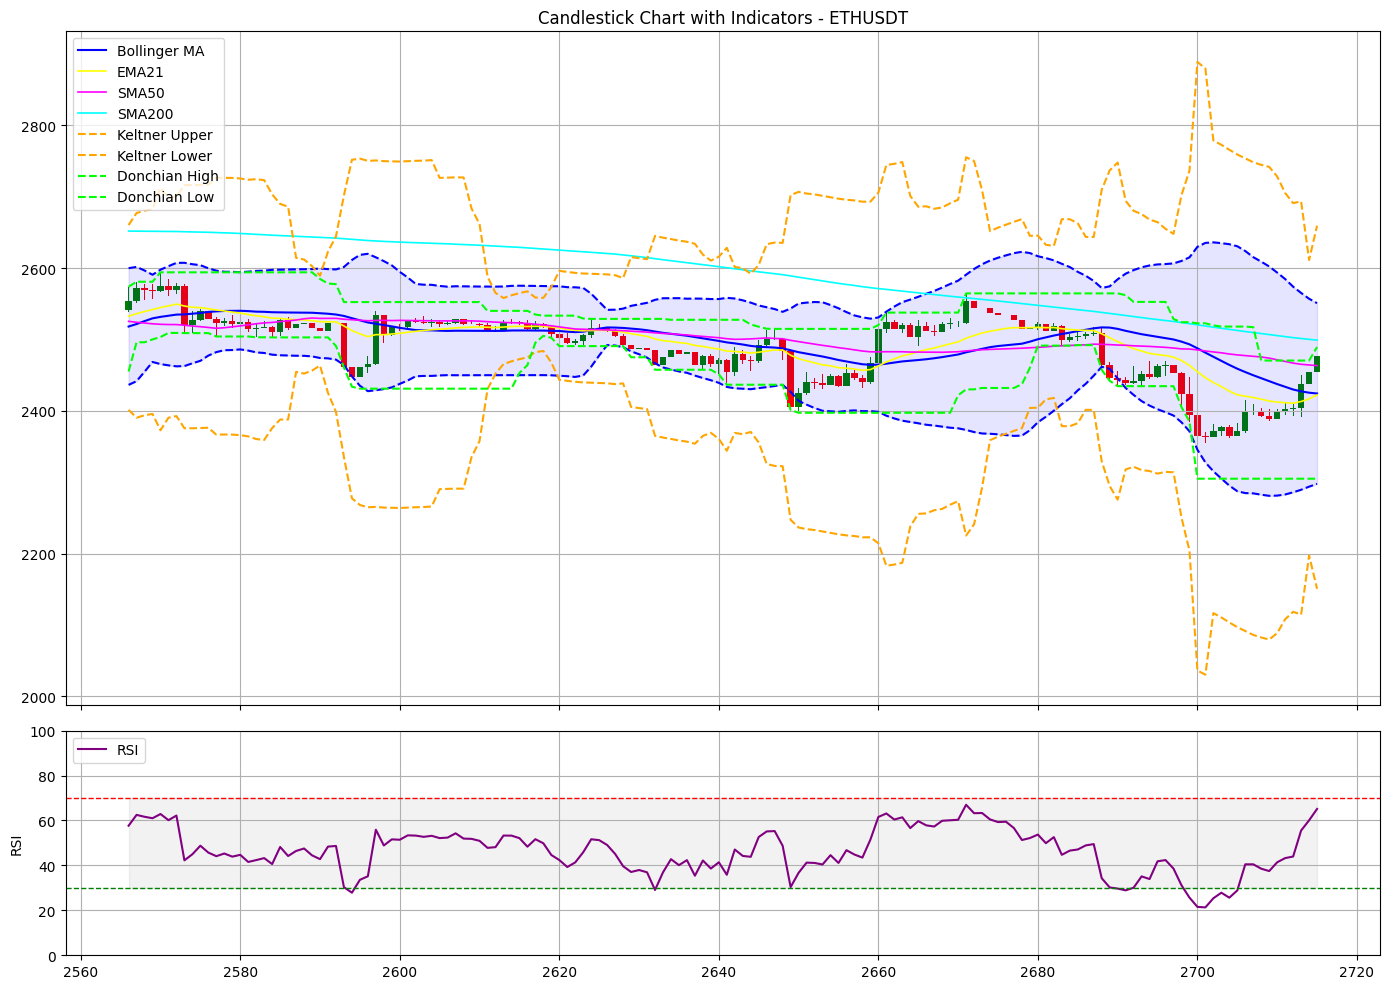 Candlestick Chart with Indicators - ETHUSDT
Bollinger MA
EMA21
SMA50
SMA200
Keltner Upper
Keltner Lower
Donchian High
Donchian Low
2800
2600
2400
2200
2000
RSI
100
80
60
40
20
0
RSI
2560 2580 2600 2620 2640 2660 2680 2700 2720